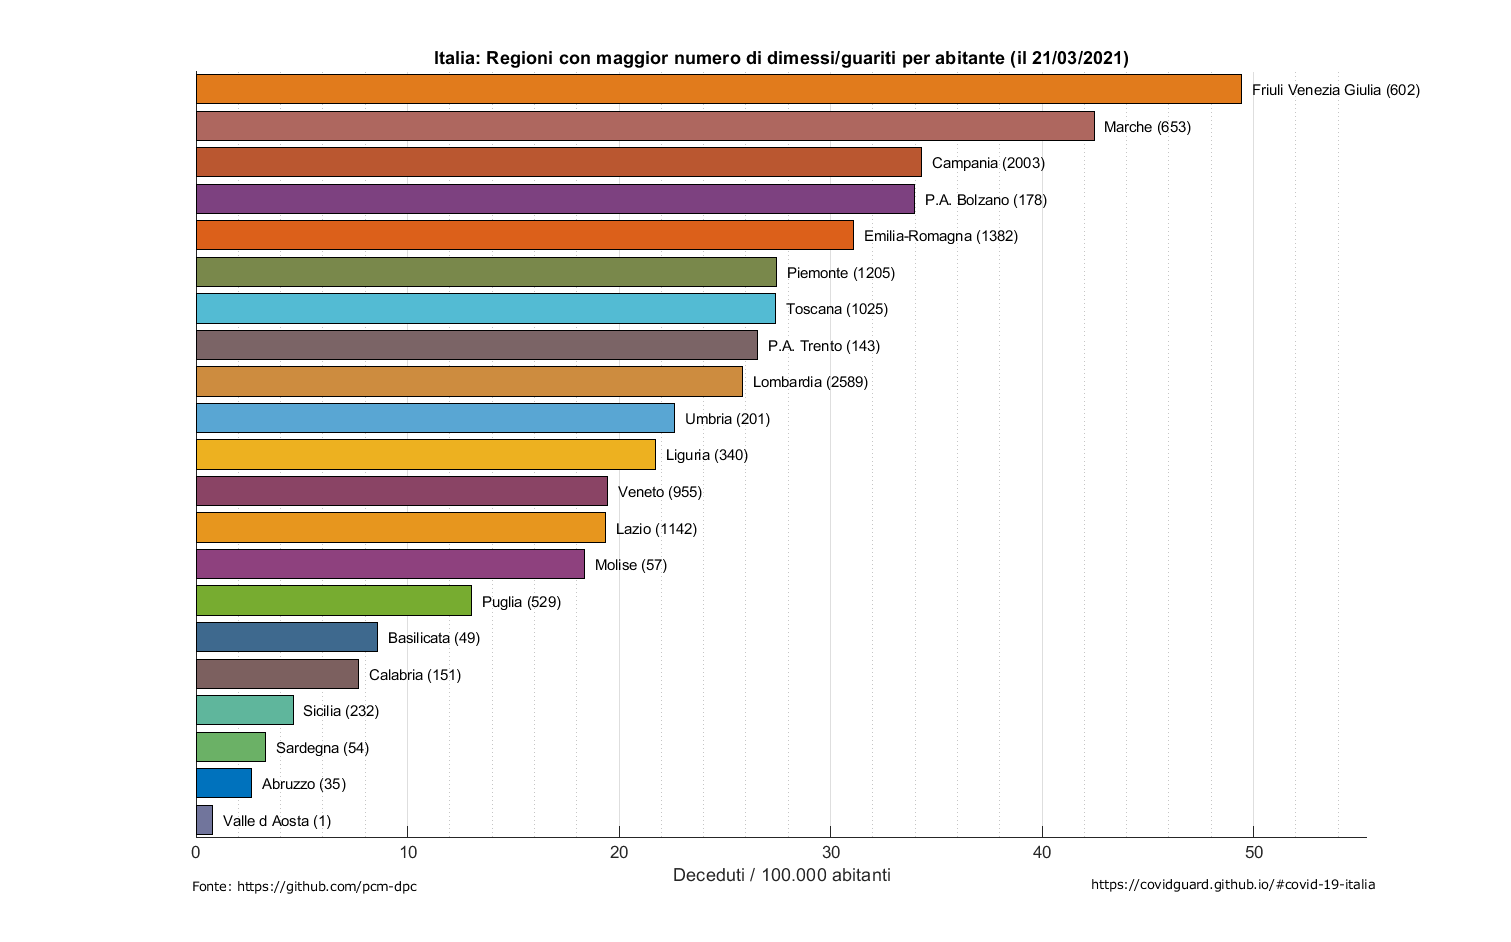 Italia: Regioni con maggior numero di dimessi/guariti per abitante (il 21/03/2021)
Friuli Venezia Giulia (602)
Marche (653)
Campania (2003)
P.A. Bolzano (178)
Emilia-Romagna (1382)
Piemonte (1205)
Toscana (1025)
P.A. Trento (143)
Lombardia (2589)
Umbria (201)
Liguria (340)
Veneto (955)
Lazio (1142)
Molise (57)
Puglia (529)
Basilicata (49)
Calabria (151)
Sicilia (232)
Sardegna (54)
Abruzzo (35)
Valle d Aosta (1)
0 10 20 30 40 50
Deceduti / 100.000 abitanti
Fonte: https://github.com/pcm-dpc
https://covidguard.github.io/#covid-19-italia